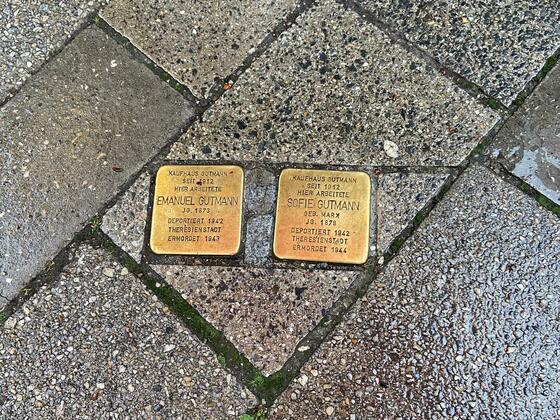 KAUFHAUS GUTMANN
SEIT 1912
HIER ARBEITETE
EMANUEL GUTMANN
JG. 1873
DEPORTIERT 1942
THERESIENSTADT
ERMORDET 1943
KAUFHAUS GUTMANN
SEIT 1912
HIER ARBEITETE
SOFIE GUTMANN
GEB. MARX
JG. 1878
DEPORTIERT 1942
THERESIENSTADT
ERMORDET 1944